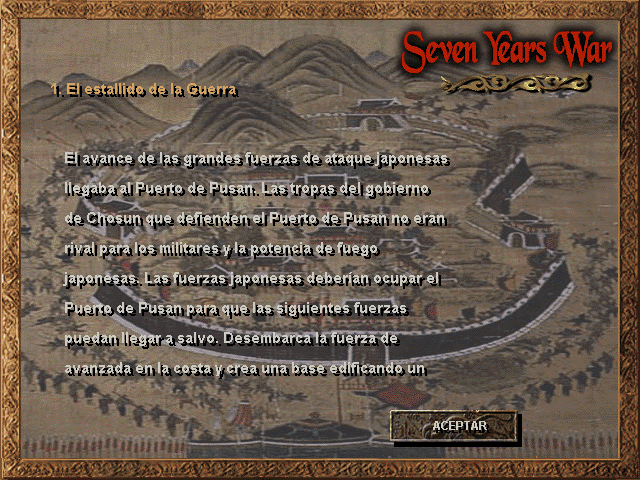 Seven Years War
1. El estallido de la Guerra
El avance de las grandes fuerzas de ataque japonesas
llegaba al Puerto de Pusan. Las tropas del gobierno
de Chosun que defienden el Puerto de Pusan no eran
rival para los militares y la potencia de fuego
japonesas. Las fuerzas japonesas deberían ocupar el
Puerto de Pusan para que las siguientes fuerzas
puedan llegar a salvo. Desembarca la fuerza de
avanzada en la costa y crea una base edificando un
ACEPTAR